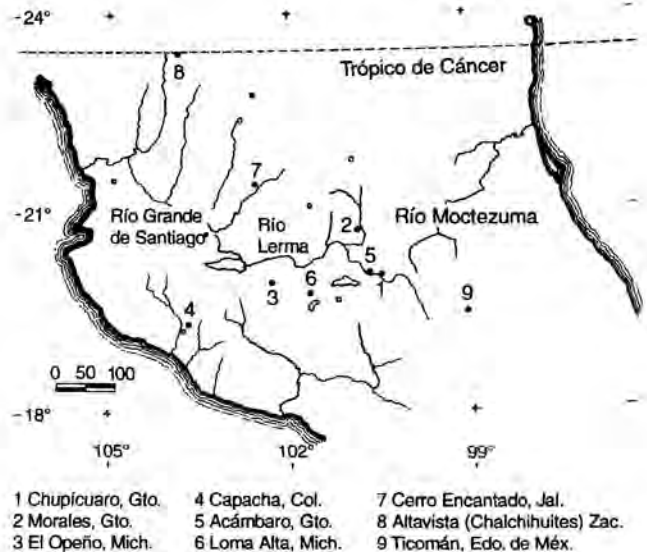 –24°
8
Trópico de Cáncer
7
–21°
Río Grande
de Santiago
Río
Lerma
2
Río Moctezuma
5
3
6
9
4
0 50 100
–18°
105°
102°
99°
1 Chupícuaro, Gto.
2 Morales, Gto.
3 El Opeño, Mich.
4 Capacha, Col.
5 Acámbaro, Gto.
6 Loma Alta, Mich.
7 Cerro Encantado, Jal.
8 Altavista (Chalchihuites) Zac.
9 Ticomán, Edo. de Méx.